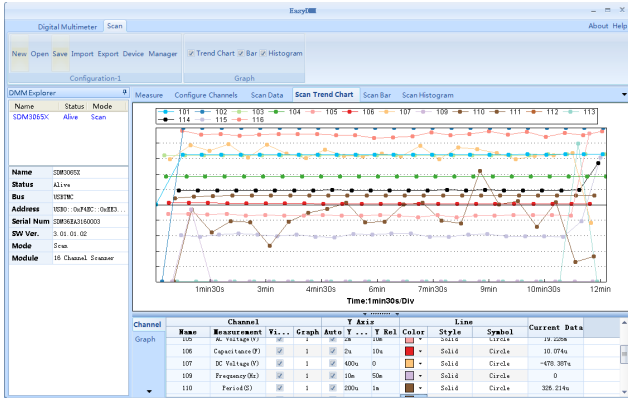 EasyDMM
Digital Multimeter Scan About Help
New Open Save Import Export Device Manager Trend Chart Bar Histogram
Configuration-1 Graph
DMM Explorer Measure Configure Channels Scan Data Scan Trend Chart Scan Bar Scan Histogram
Name Status Mode
SDM3065X Alive Scan
101 102 103 104 105 106 107 109 110 111 112 113
114 115 116
Name SDM3065X
Status Alive
Bus USBTMC
Address USB0::0xF4EC::0xEE3...
Serial Num SDM36EA3160003
SW Ver. 3.01.01.02
Mode Scan
Module 16 Channel Scanner
1min30s 3min 4min30s 6min 7min30s 9min 10min30s 12min
Time:1min30s/Div
Channel Graph
Channel Y Axis Line
Name Measurement Vi... Graph Auto Y ... Y Rel Color Style Symbol Current Data
105 AC Voltage(V) 1 2m 10m Solid Circle 19.226m
106 Capacitance(F) 1 2u 10u Solid Circle 10.074u
107 DC Voltage(V) 1 400u 0 Solid Circle -478.387u
109 Frequency(Hz) 1 10m 50m Solid Circle 0
110 Period(S) 1 200u 1m Solid Circle 326.214u